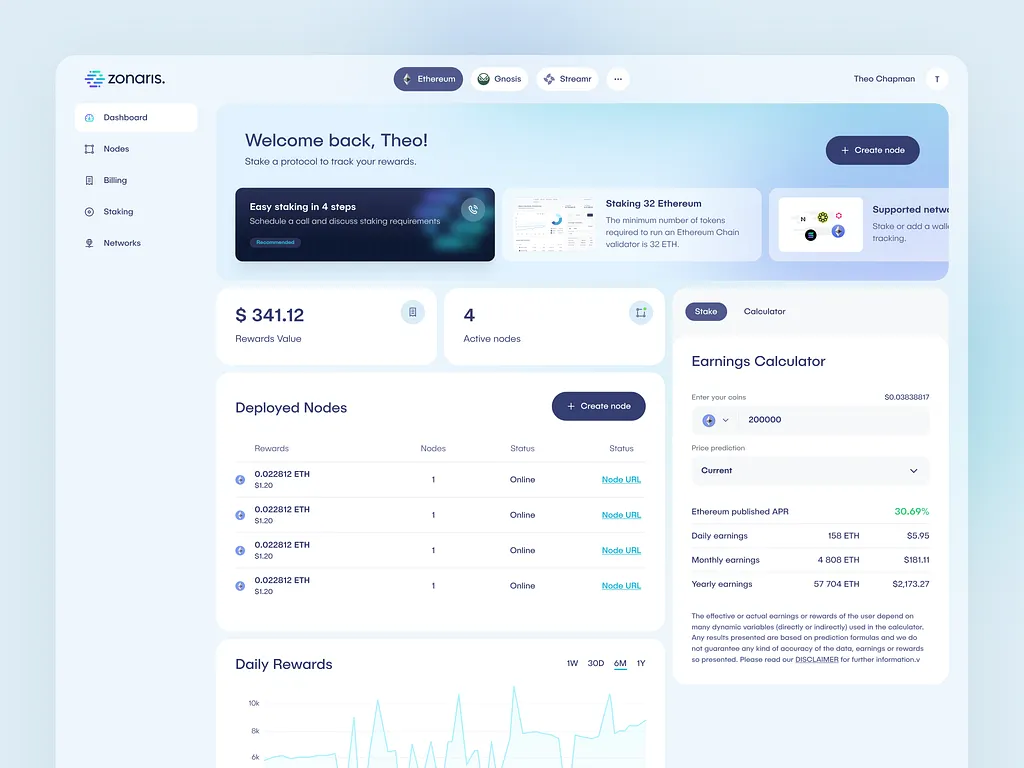 zonaris.
Ethereum
Gnosis
Streamr
...
Theo Chapman
T
Dashboard
Nodes
Billing
Staking
Networks
Welcome back, Theo!
Stake a protocol to track your rewards.
+ Create node
Easy staking in 4 steps
Schedule a call and discuss staking requirements
Recommended
Staking 32 Ethereum
The minimum number of tokens
required to run an Ethereum Chain
validator is 32 ETH.
Supported netwo
Stake or add a walle
tracking.
$ 341.12
Rewards Value
4
Active nodes
Stake
Calculator
Deployed Nodes
+ Create node
Rewards Nodes Status Status
0.022812 ETH
$1.20
1 Online Node URL
0.022812 ETH
$1.20
1 Online Node URL
0.022812 ETH
$1.20
1 Online Node URL
0.022812 ETH
$1.20
1 Online Node URL
Earnings Calculator
Enter your coins $0.03838817
200000
Price prediction
Current
Ethereum published APR 30.69%
Daily earnings 158 ETH $5.95
Monthly earnings 4 808 ETH $181.11
Yearly earnings 57 704 ETH $2,173.27
The effective or actual earnings or rewards of the user depend on
many dynamic variables (directly or indirectly) used in the calculator.
Any results presented are based on prediction formulas and we do
not guarantee any kind of accuracy of the data, earnings or rewards
so presented. Please read our DISCLAIMER for further information.v
Daily Rewards
1W 30D 6M 1Y
10k
8k
6k